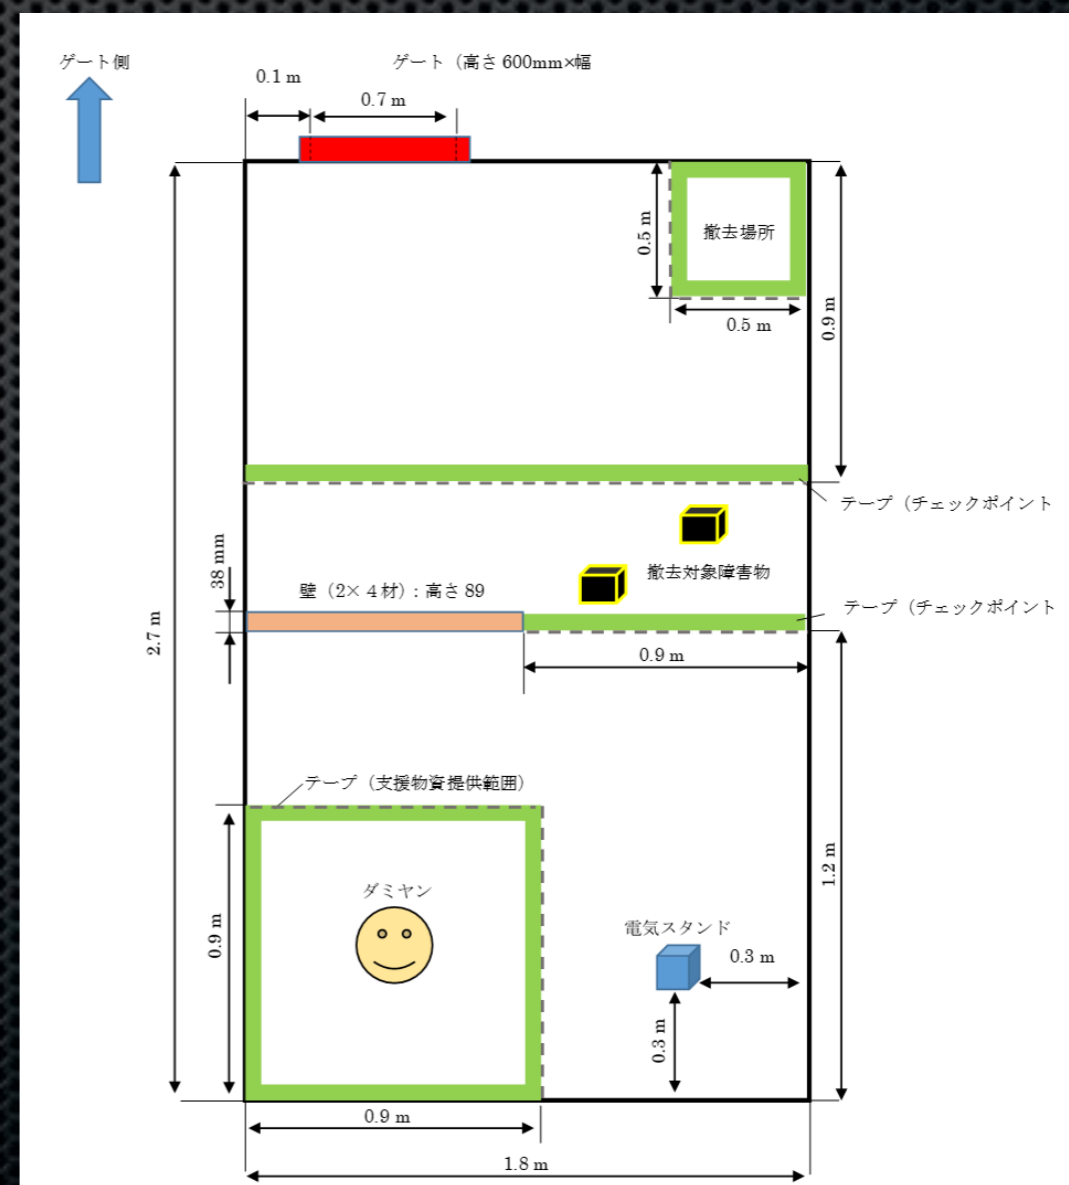 ゲート側
ゲート（高さ 600mm×幅
0.1 m
0.7 m
撤去場所
0.5 m
0.5 m
0.9 m
テープ（チェックポイント
撤去対象障害物
38 mm
壁（2×４材）: 高さ 89
テープ（チェックポイント
2.7 m
0.9 m
テープ（支援物資提供範囲）
1.2 m
ダミヤン
0.9 m
電気スタンド
0.3 m
0.3 m
0.9 m
1.8 m